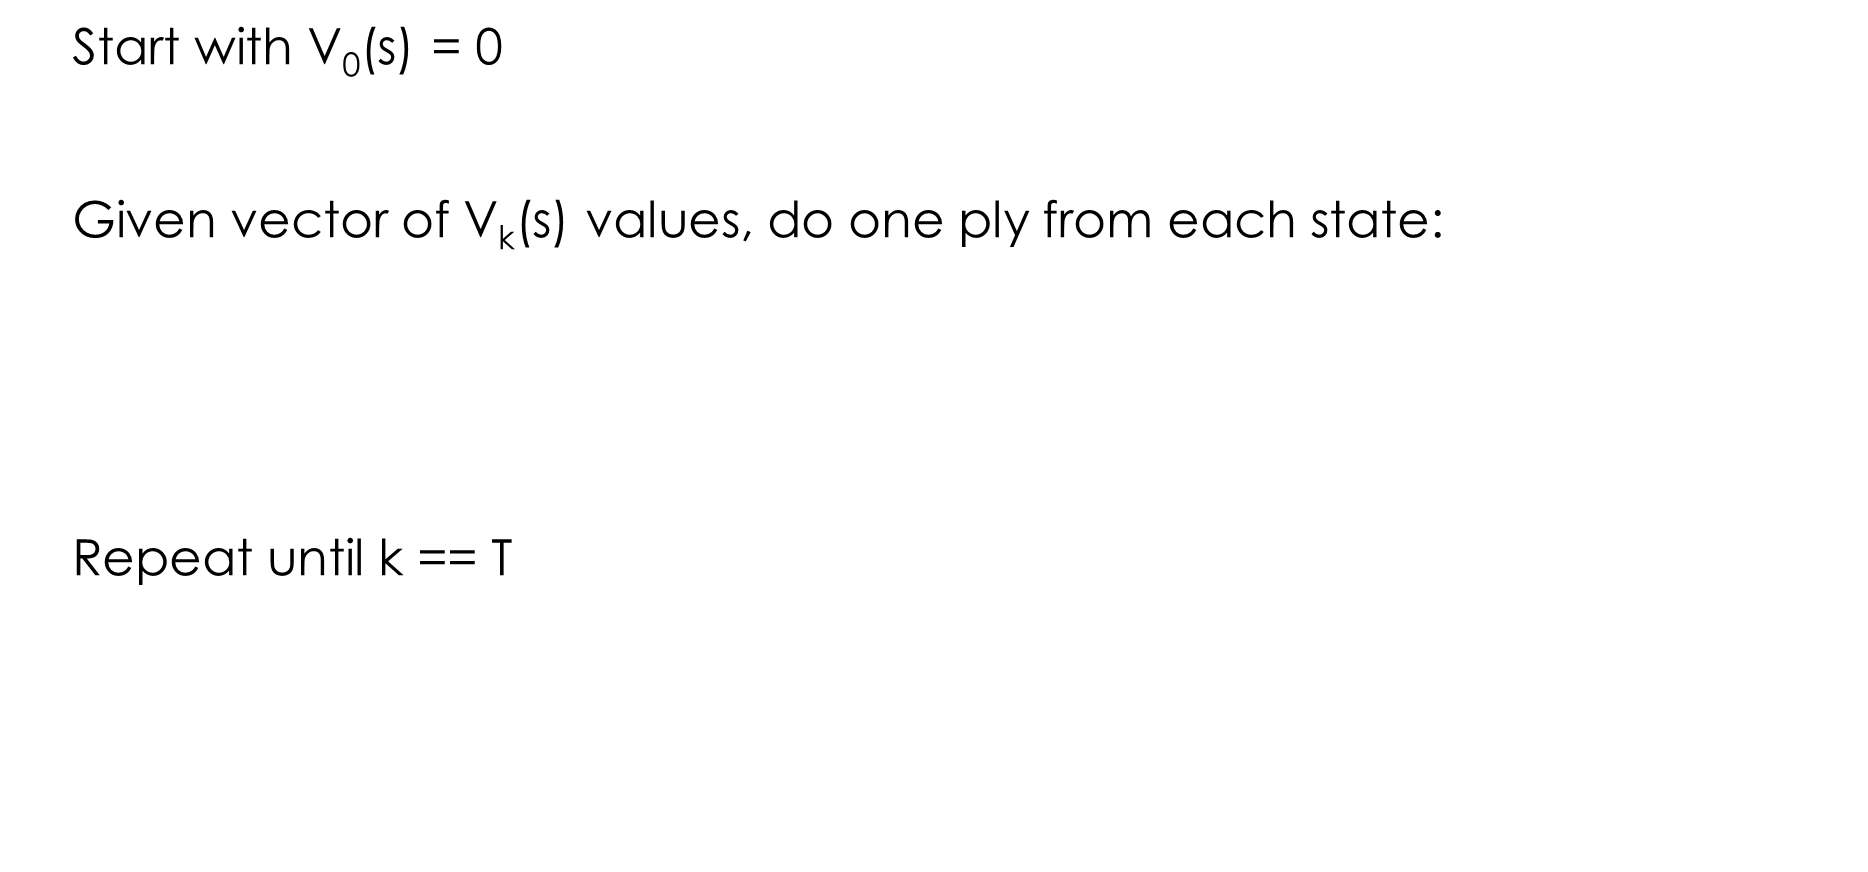 Start with V₀(s) = 0
Given vector of Vₖ(s) values, do one ply from each state:
Repeat until k == T